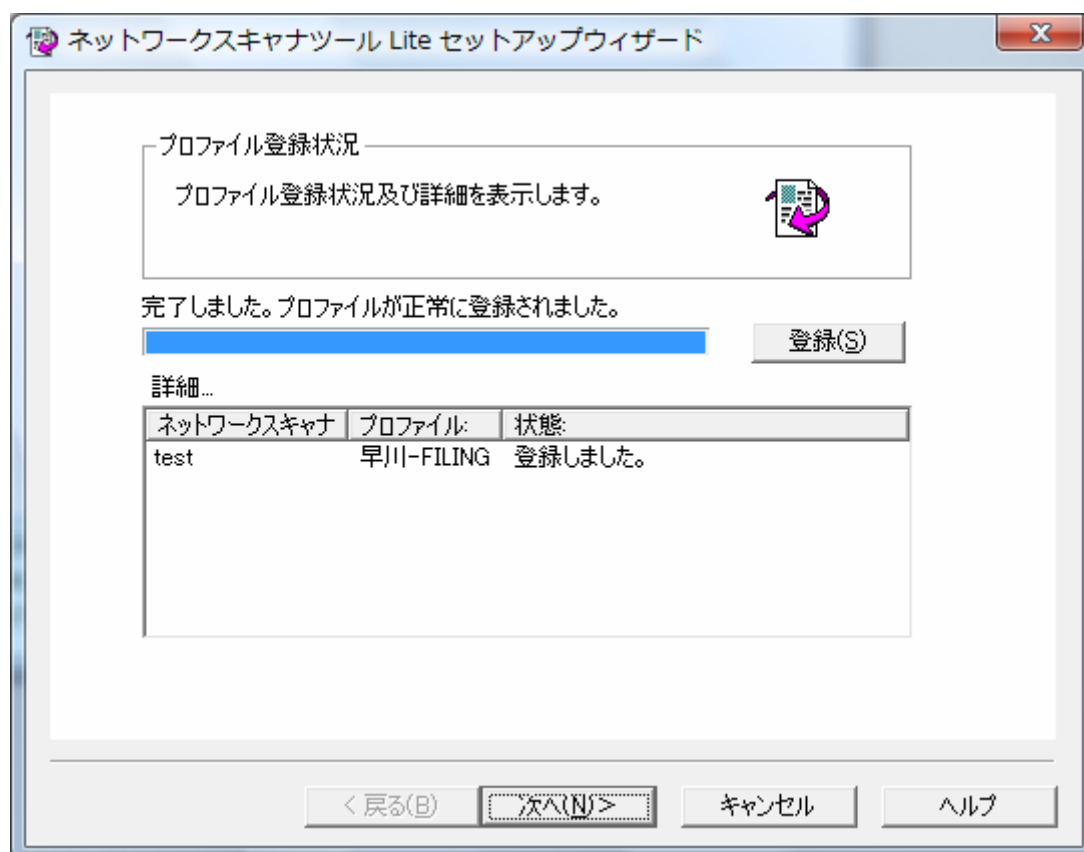 ネットワークスキャナツール Lite セットアップウィザード
プロファイル登録状況
プロファイル登録状況及び詳細を表示します。
完了しました。プロファイルが正常に登録されました。
登録(S)
詳細...
ネットワークスキャナ プロファイル: 状態:
test 早川-FILING 登録しました。
< 戻る(B) 次へ(N) > キャンセル ヘルプ